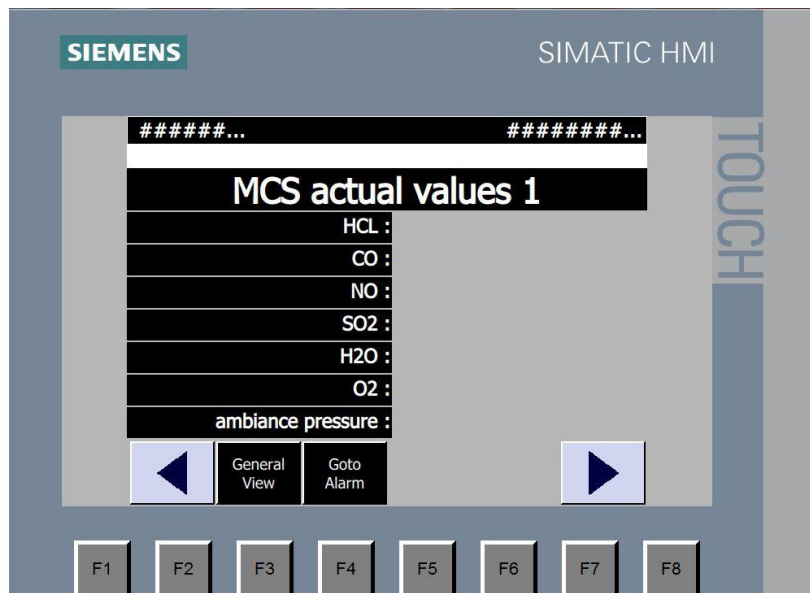 SIEMENS SIMATIC HMI
TOUCH
######... ########...
MCS actual values 1
HCL :
CO :
NO :
SO2 :
H2O :
O2 :
ambiance pressure :
General View
Goto Alarm
F1 F2 F3 F4 F5 F6 F7 F8